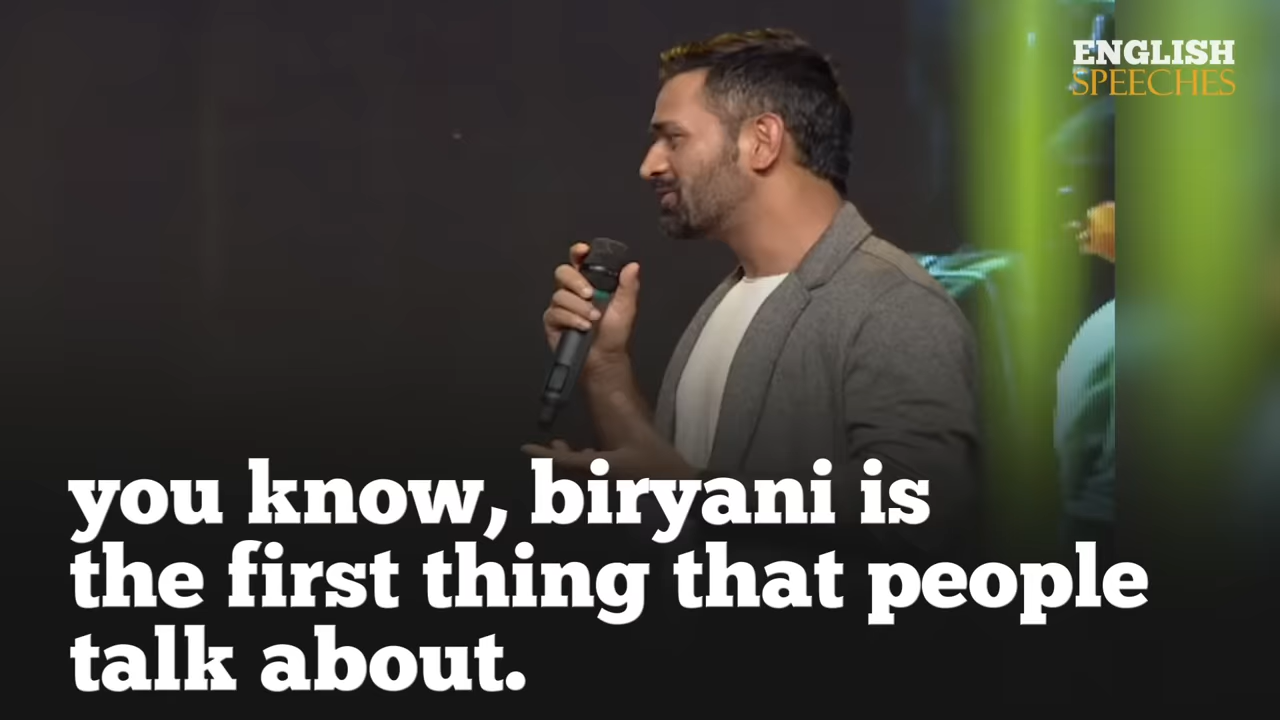 ENGLISH
SPEECHES
you know, biryani is
the first thing that people
talk about.